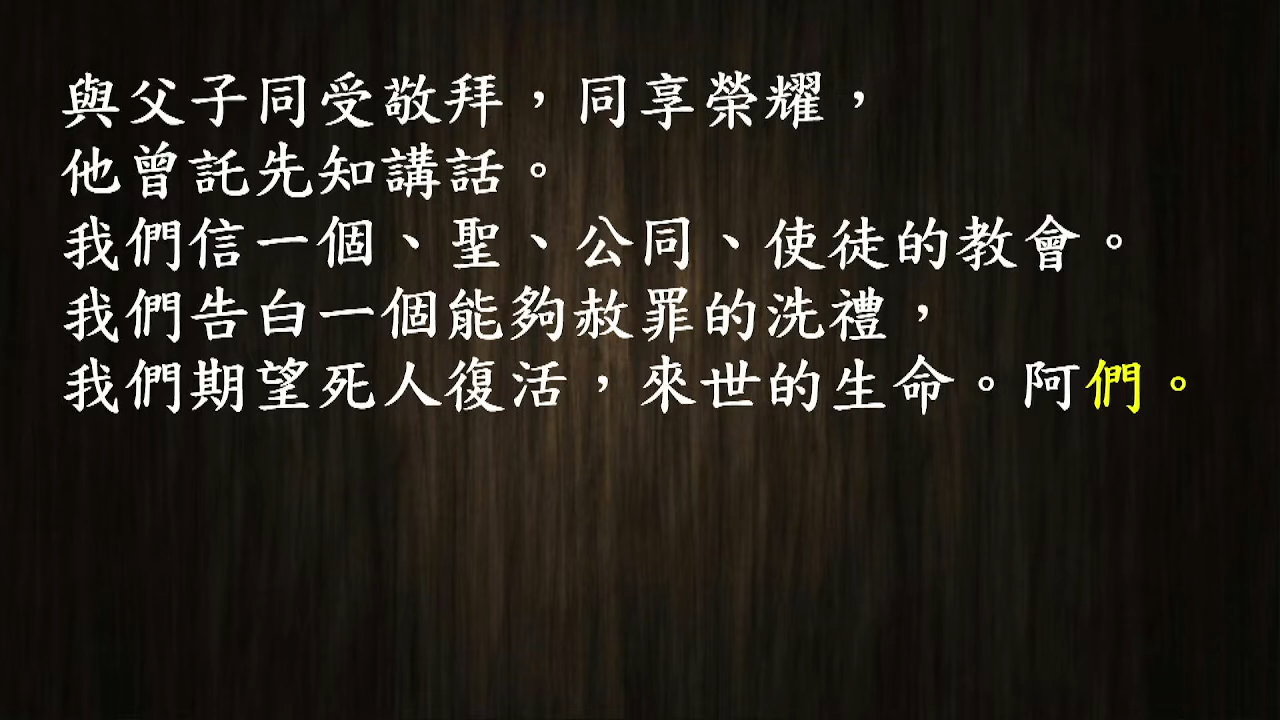 與父子同受敬拜，同享榮耀，
他曾託先知講話。
我們信一個、聖、公同、使徒的教會。
我們告白一個能夠赦罪的洗禮，
我們期望死人復活，來世的生命。阿們。